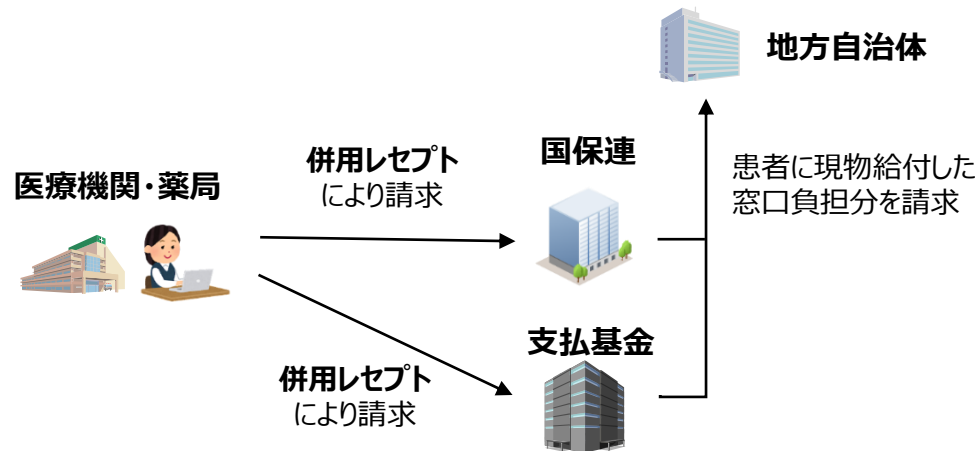 地方自治体
国保連
併用レセプト
により請求
患者に現物給付した
窓口負担分を請求
医療機関・薬局
支払基金
併用レセプト
により請求